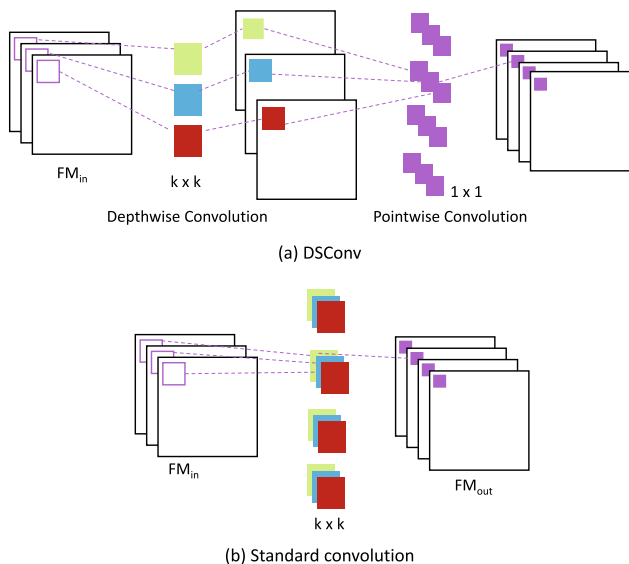 FMin
k x k
1 x 1
Depthwise Convolution
Pointwise Convolution
(a) DSConv
FMin
FMout
k x k
(b) Standard convolution